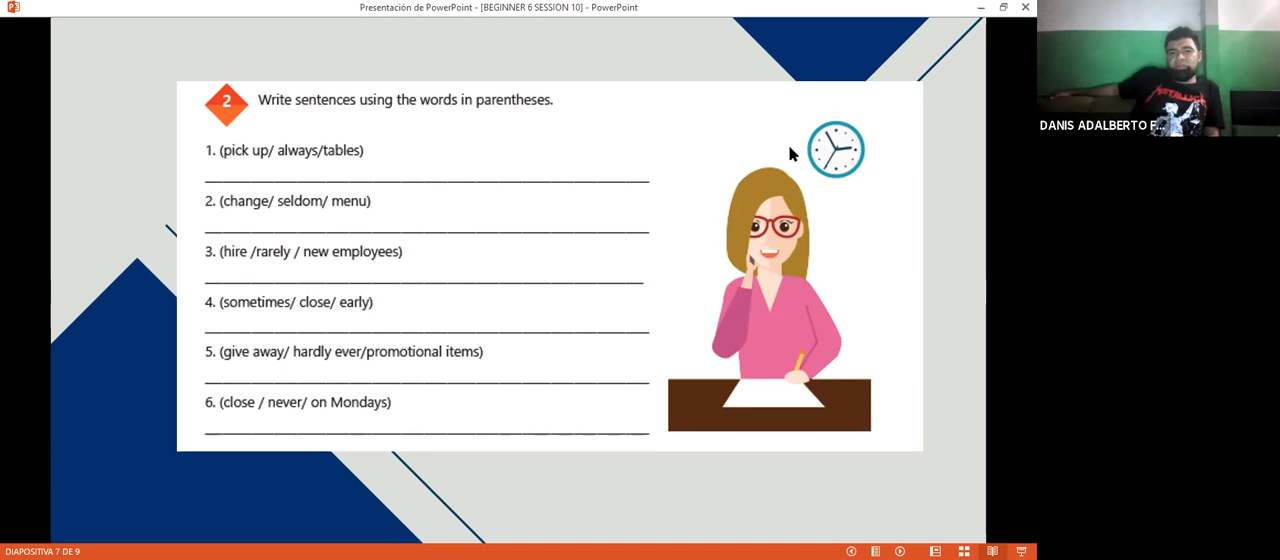 Presentación de PowerPoint - [BEGINNER 6 SESSION 10] - PowerPoint
2 Write sentences using the words in parentheses.
1. (pick up/ always/tables)
2. (change/ seldom/ menu)
3. (hire /rarely / new employees)
4. (sometimes/ close/ early)
5. (give away/ hardly ever/promotional items)
6. (close / never/ on Mondays)
METALLICA
DANIS ADALBERTO F...
DIAPOSITIVA 7 DE 9